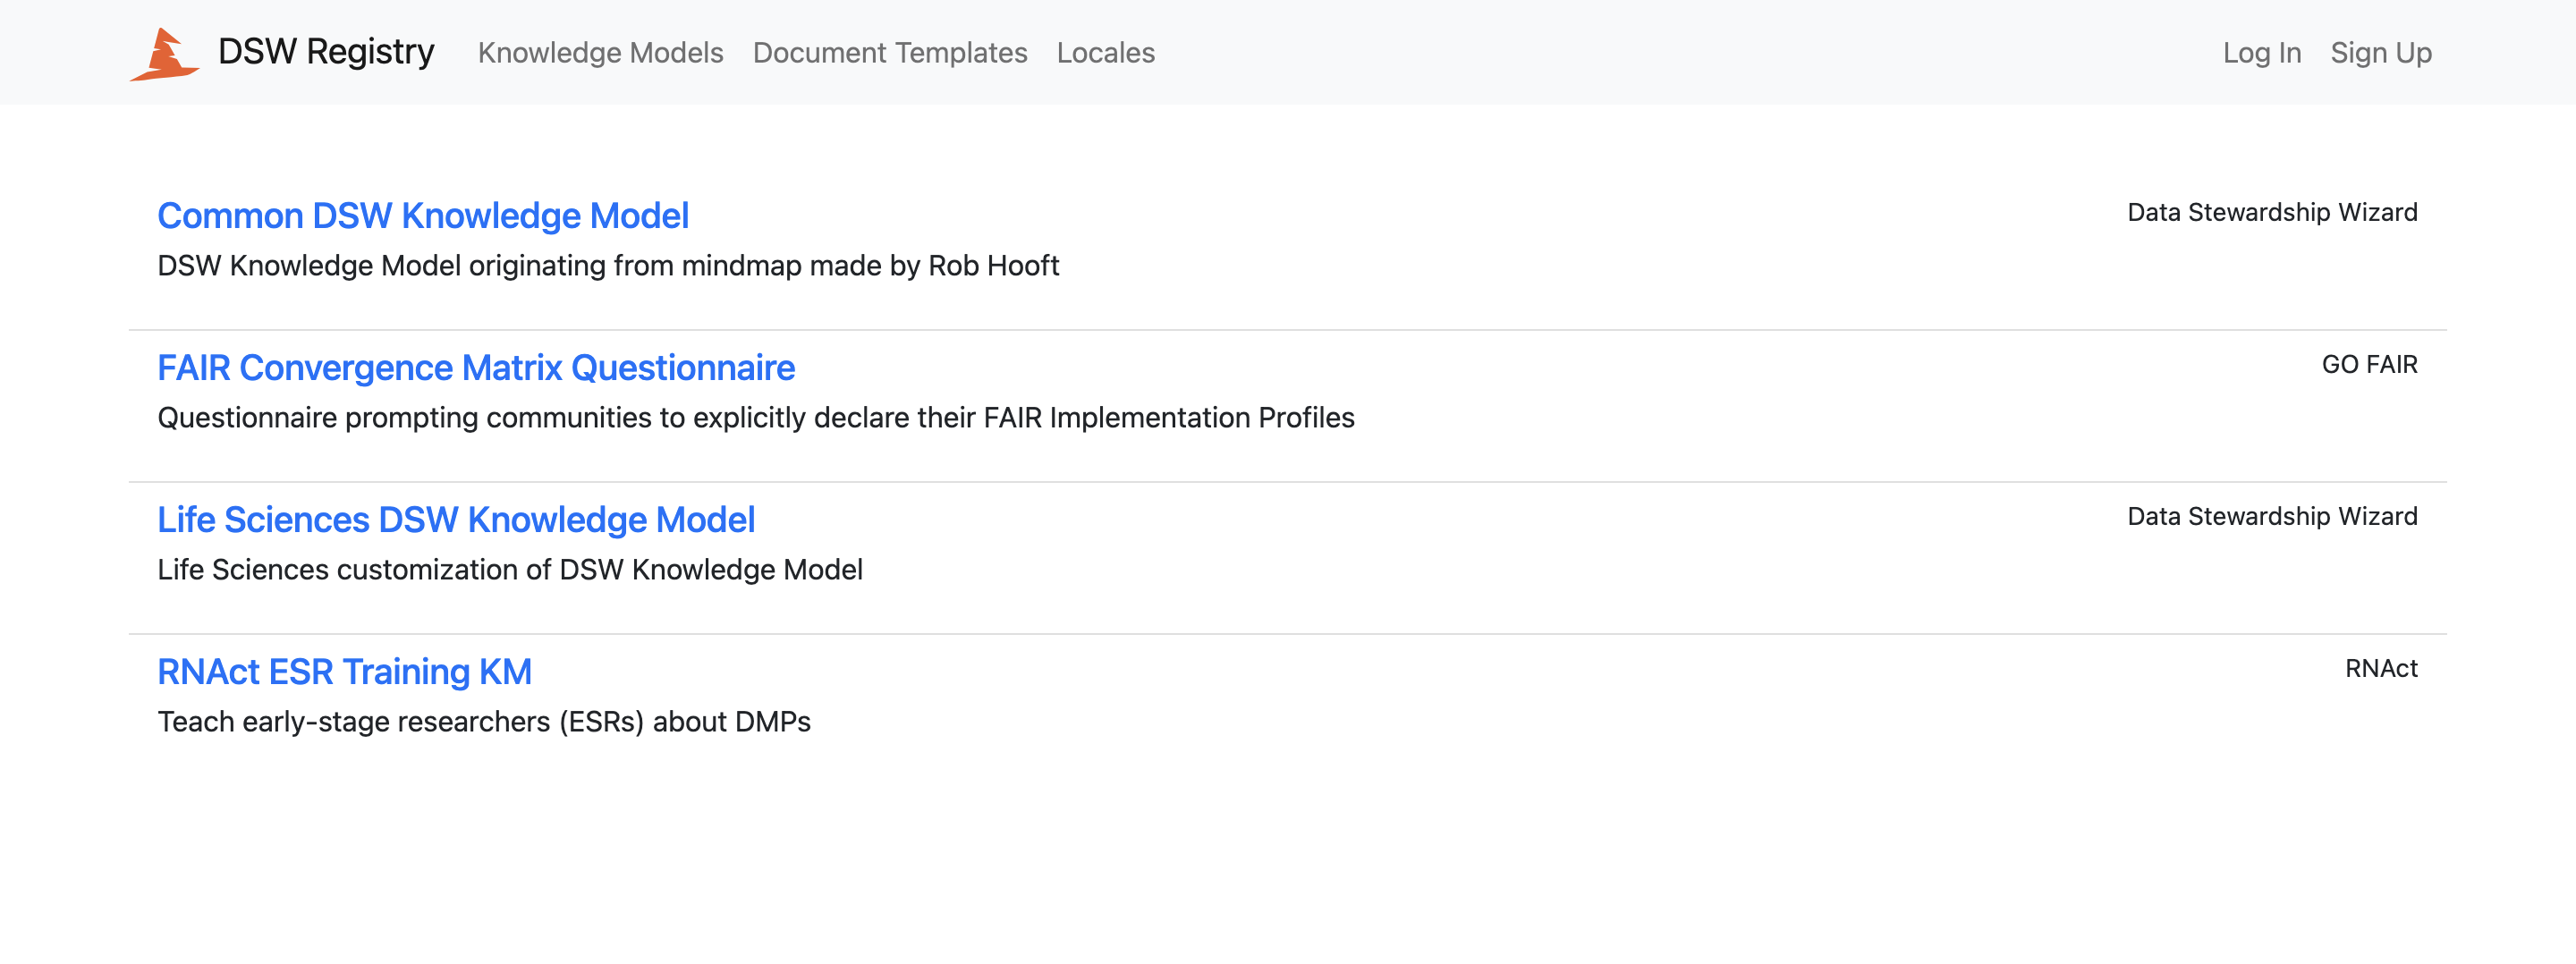 DSW Registry Knowledge Models Document Templates Locales Log In Sign Up
Common DSW Knowledge Model Data Stewardship Wizard
DSW Knowledge Model originating from mindmap made by Rob Hooft
FAIR Convergence Matrix Questionnaire GO FAIR
Questionnaire prompting communities to explicitly declare their FAIR Implementation Profiles
Life Sciences DSW Knowledge Model Data Stewardship Wizard
Life Sciences customization of DSW Knowledge Model
RNAct ESR Training KM RNAct
Teach early-stage researchers (ESRs) about DMPs